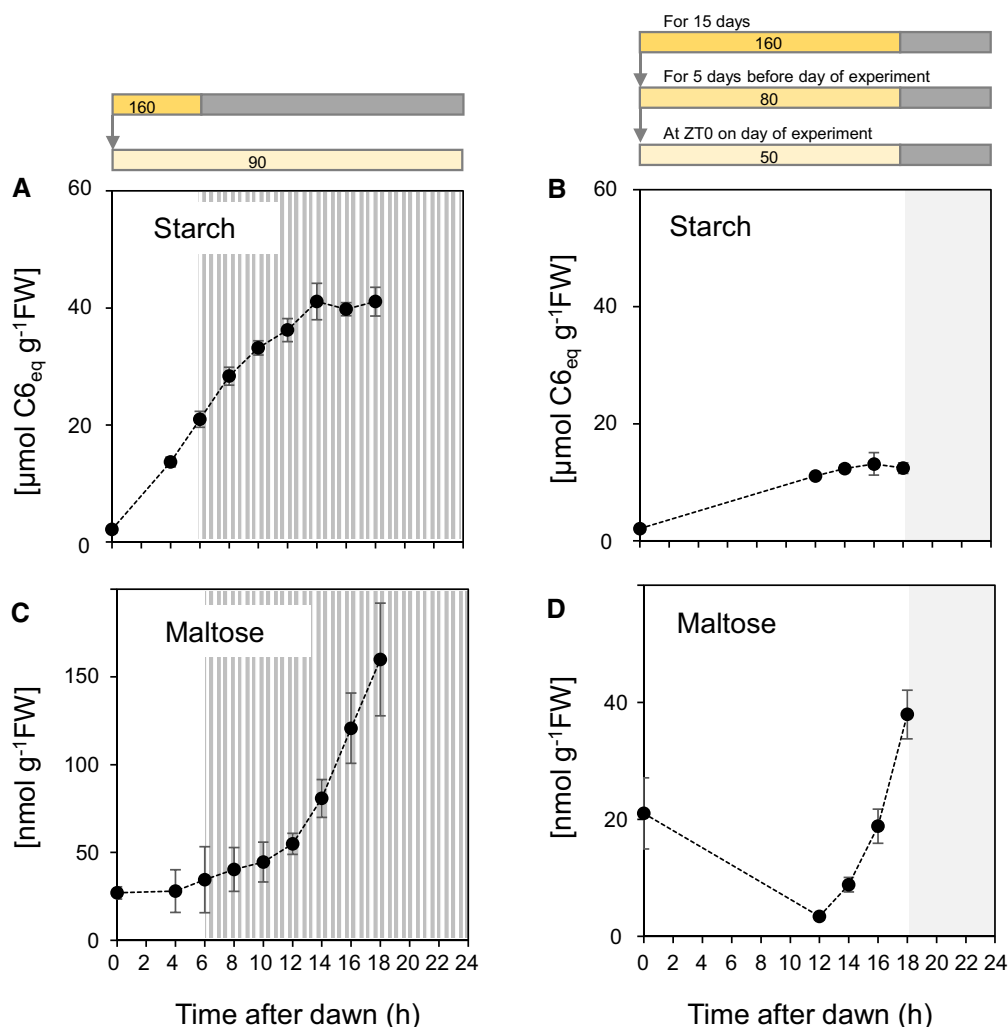 160
90
For 15 days
160
For 5 days before day of experiment
80
At ZT0 on day of experiment
50
A
Starch
[µmol C6eq g-1FW]
60
40
20
0
B
Starch
[µmol C6eq g-1FW]
60
40
20
0
C
Maltose
[nmol g-1FW]
150
100
50
0
0 2 4 6 8 10 12 14 16 18 20 22 24
Time after dawn (h)
D
Maltose
[nmol g-1FW]
40
20
0
0 2 4 6 8 10 12 14 16 18 20 22 24
Time after dawn (h)